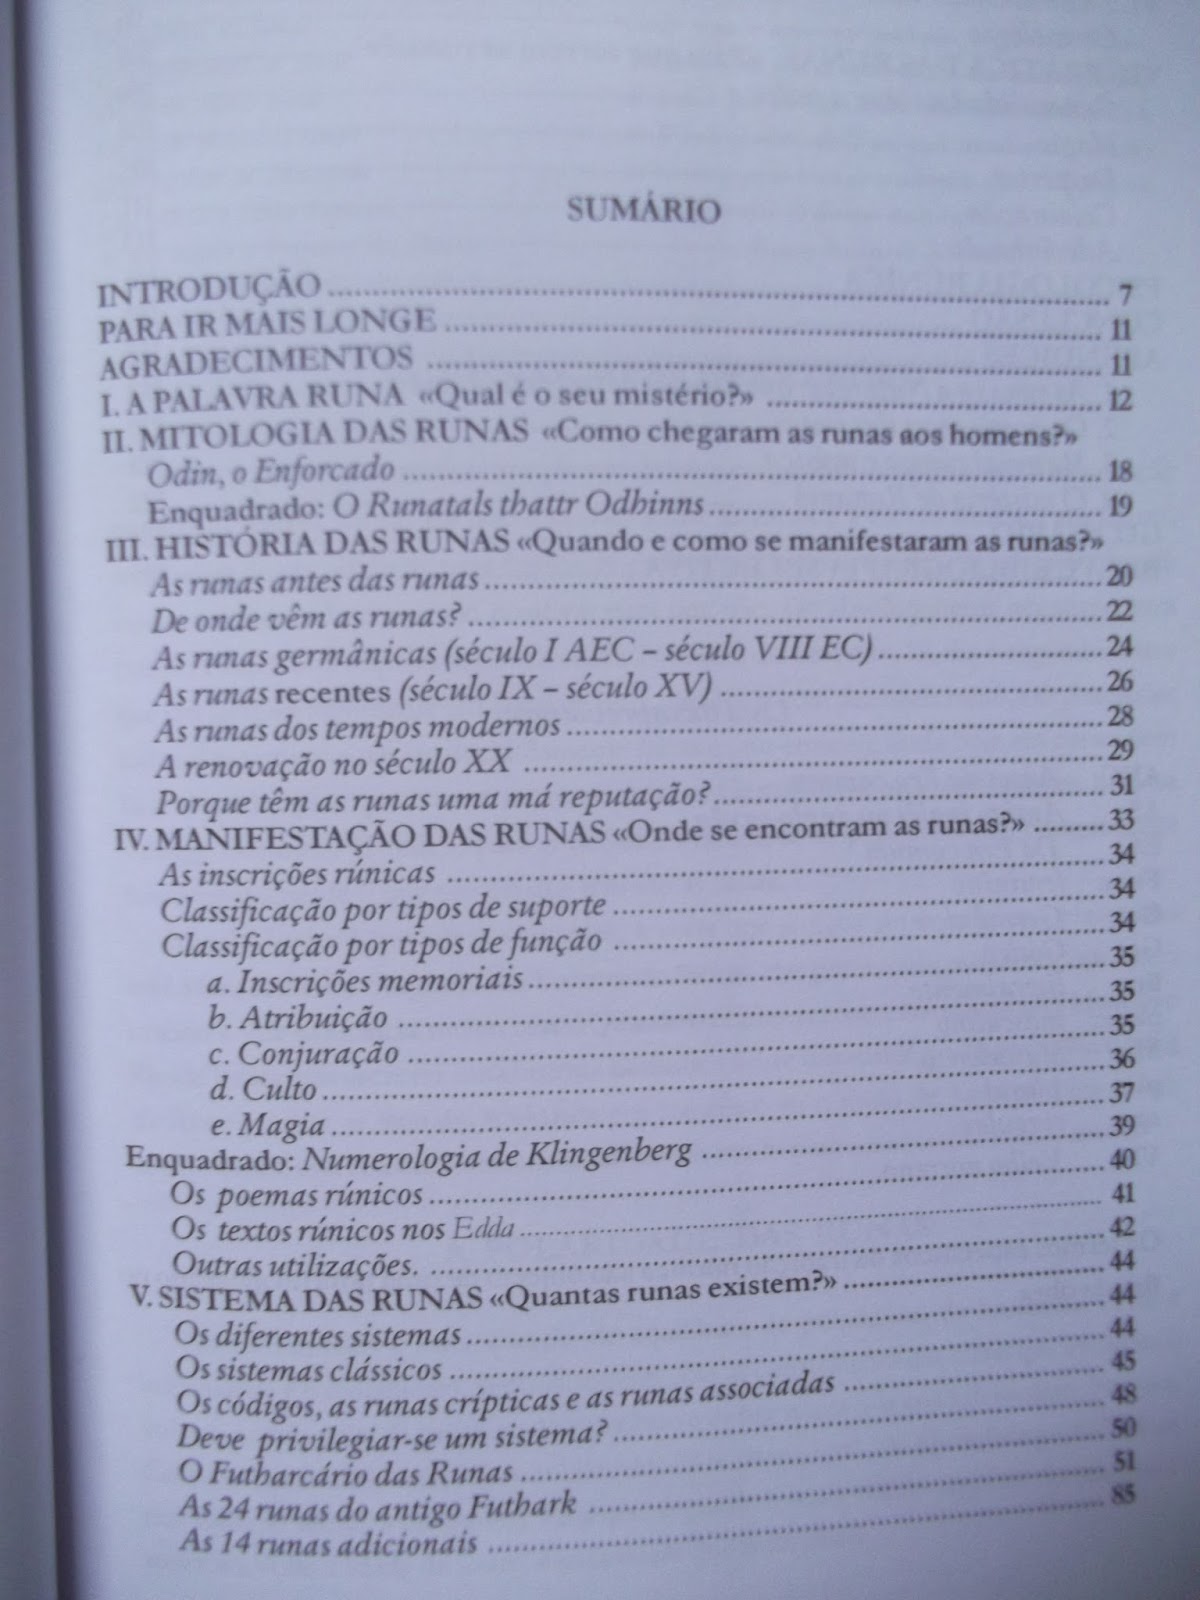 SUMÁRIO
INTRODUÇÃO ........ 7
PARA IR MAIS LONGE ........ 11
AGRADECIMENTOS ........ 11
I. A PALAVRA RUNA «Qual é o seu mistério?» ........ 12
II. MITOLOGIA DAS RUNAS «Como chegaram as runas aos homens?»
Odin, o Enforcado ........ 18
Enquadrado: O Runatals thattr Odhinns ........ 19
III. HISTÓRIA DAS RUNAS «Quando e como se manifestaram as runas?»
As runas antes das runas ........ 20
De onde vêm as runas? ........ 22
As runas germânicas (século I AEC – século VIII EC) ........ 24
As runas recentes (século IX – século XV) ........ 26
As runas dos tempos modernos ........ 28
A renovação no século XX ........ 29
Porque têm as runas uma má reputação? ........ 31
IV. MANIFESTAÇÃO DAS RUNAS «Onde se encontram as runas?» ........ 33
As inscrições rúnicas ........ 34
Classificação por tipos de suporte ........ 34
Classificação por tipos de função ........ 34
a. Inscrições memoriais ........ 35
b. Atribuição ........ 35
c. Conjuração ........ 35
d. Culto ........ 36
e. Magia ........ 37
Enquadrado: Numerologia de Klingenberg ........ 39
Os poemas rúnicos ........ 40
Os textos rúnicos nos Edda ........ 41
Outras utilizações. ........ 42
V. SISTEMA DAS RUNAS «Quantas runas existem?» ........ 44
Os diferentes sistemas ........ 44
Os sistemas clássicos ........ 44
Os códigos, as runas crípticas e as runas associadas ........ 45
Deve privilegiar-se um sistema? ........ 48
O Futharcário das Runas ........ 50
As 24 runas do antigo Futhark ........ 51
As 14 runas adicionais ........ 85